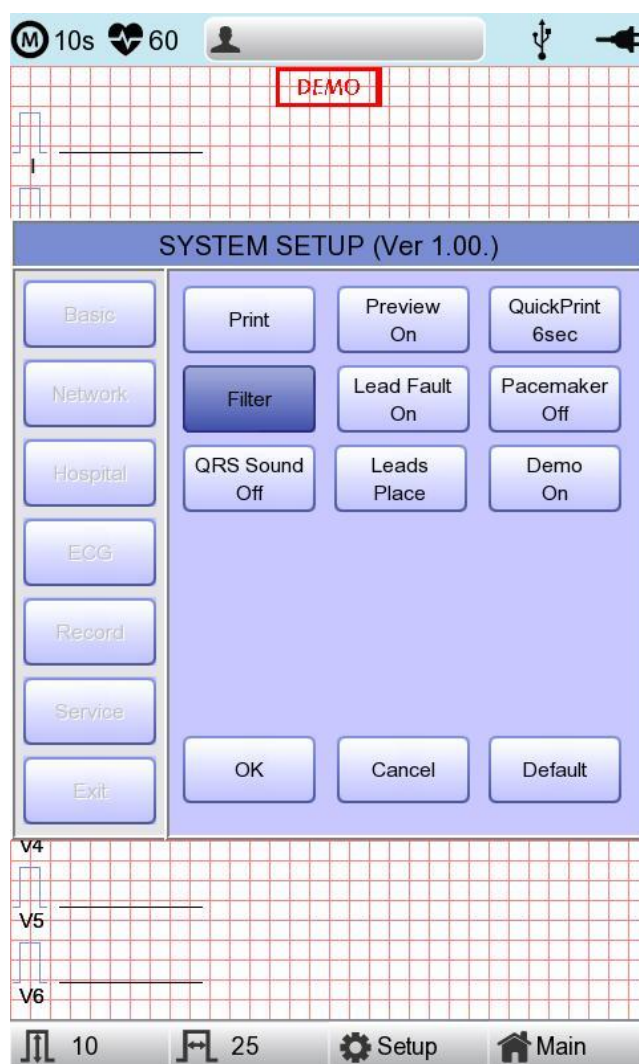 M 10s 60
DEMO
I
SYSTEM SETUP (Ver 1.00.)
Basic
Network
Hospital
ECG
Record
Service
Exit
Print
Preview
On
QuickPrint
6sec
Filter
Lead Fault
On
Pacemaker
Off
QRS Sound
Off
Leads
Place
Demo
On
OK
Cancel
Default
V4
V5
V6
10
25
Setup
Main